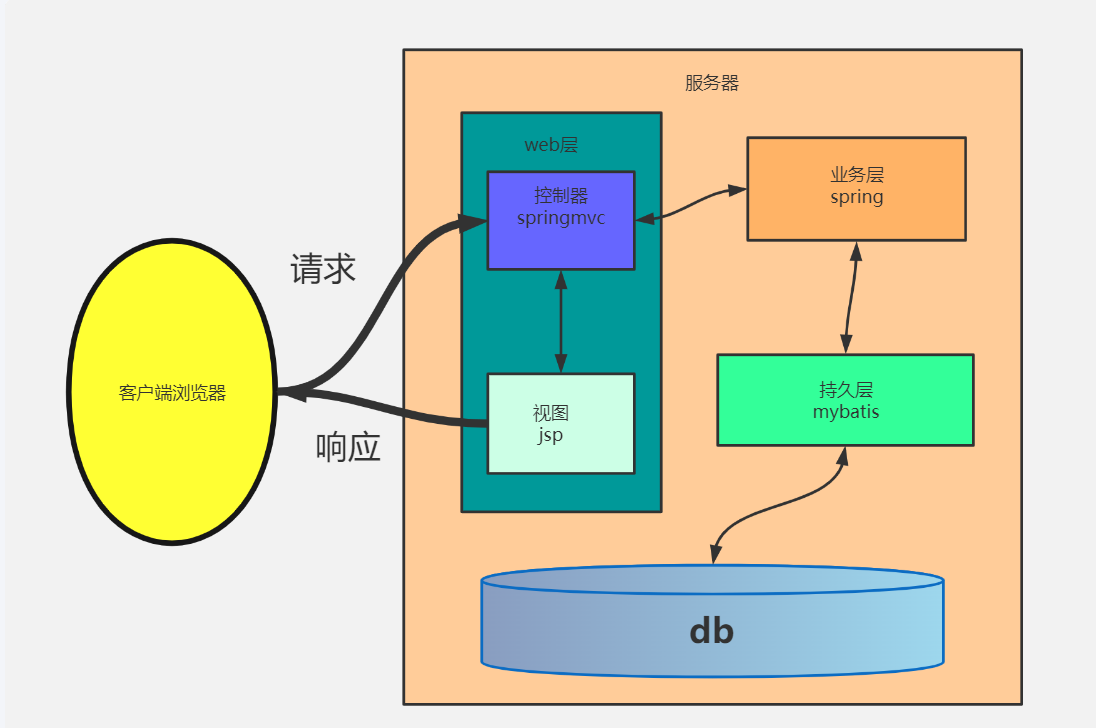 服务器
web层
控制器
springmvc
业务层
spring
请求
客户端浏览器
视图
jsp
响应
持久层
mybatis
db